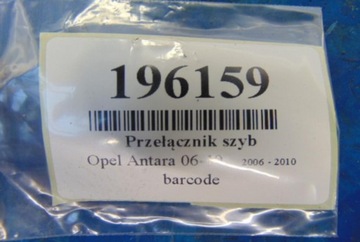 196159
Przełącznik szyb
Opel Antara 06- 2006 - 2010
barcode